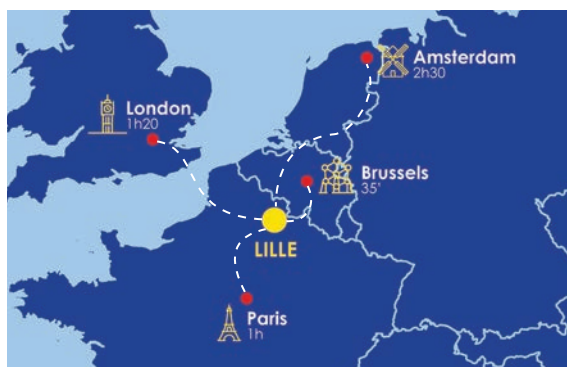 Amsterdam
2h30
London
1h20
Brussels
35'
LILLE
Paris
1h